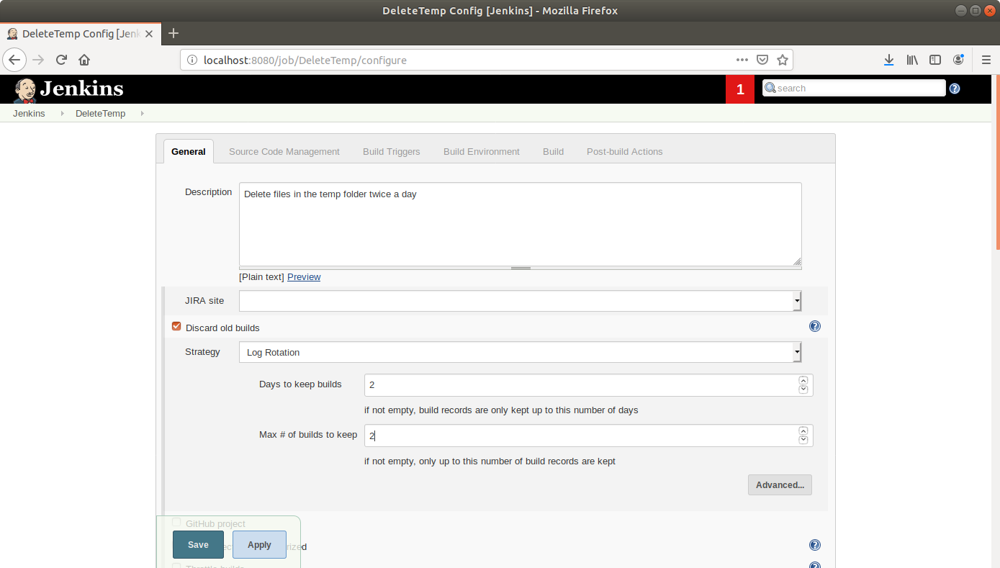 DeleteTemp Config [Jenkins] - Mozilla Firefox
DeleteTemp Config [Jenk
localhost:8080/job/DeleteTemp/configure
Jenkins
1
search
Jenkins
DeleteTemp
General
Source Code Management
Build Triggers
Build Environment
Build
Post-build Actions
Description
Delete files in the temp folder twice a day
[Plain text] Preview
JIRA site
Discard old builds
Strategy
Log Rotation
Days to keep builds
2
if not empty, build records are only kept up to this number of days
Max # of builds to keep
2
if not empty, only up to this number of build records are kept
Advanced...
GitHub project
Save
Apply
Throttle builds